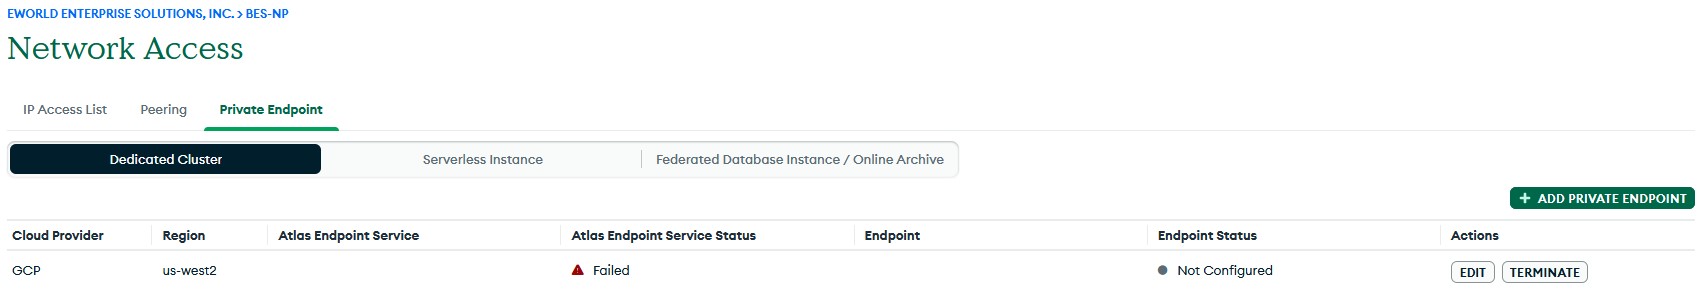 EWORLD ENTERPRISE SOLUTIONS, INC. > BES-NP
Network Access
IP Access List Peering Private Endpoint
Dedicated Cluster Serverless Instance Federated Database Instance / Online Archive
+ ADD PRIVATE ENDPOINT
Cloud Provider Region Atlas Endpoint Service Atlas Endpoint Service Status Endpoint Endpoint Status Actions
GCP us-west2 Failed Not Configured EDIT TERMINATE